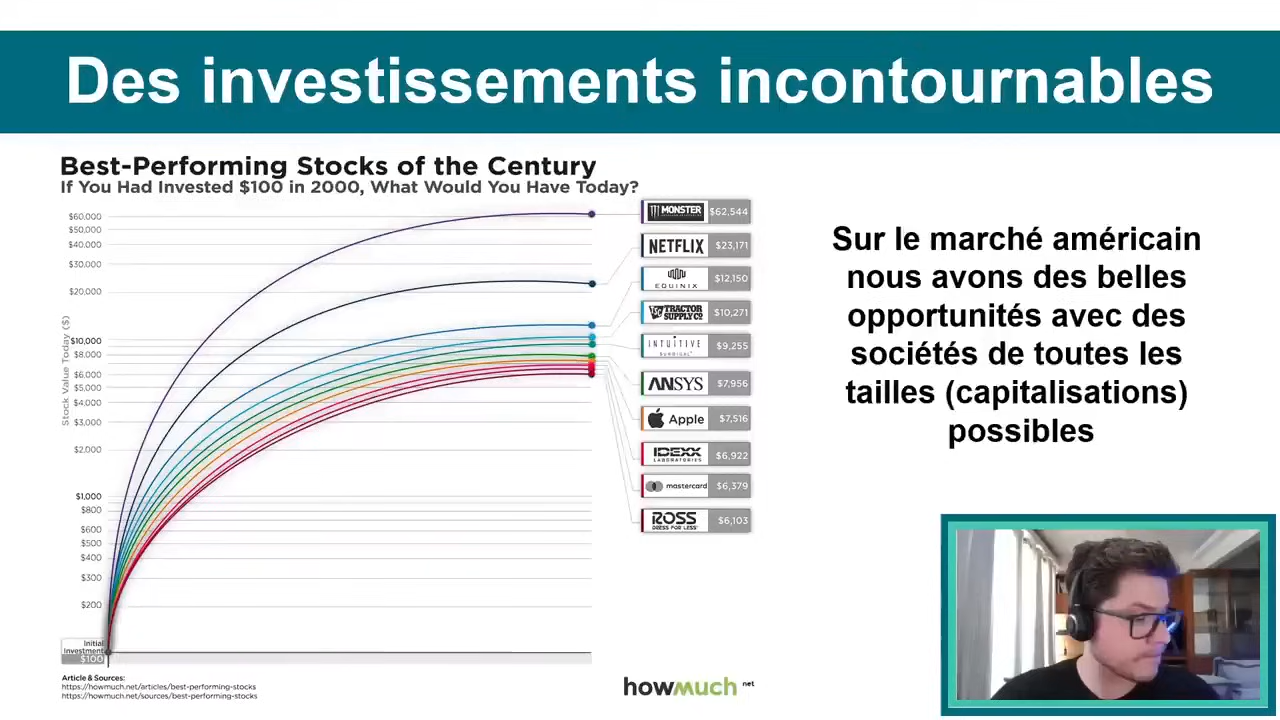 Des investissements incontournables
Best-Performing Stocks of the Century
If You Had Invested $100 in 2000, What Would You Have Today?
Stock Value Today ($)
$60,000
$50,000
$40,000
$30,000
$20,000
$10,000
$8,000
$6,000
$5,000
$4,000
$3,000
$2,000
$1,000
$800
$600
$500
$400
$300
$200
Initial
Investment
$100
MONSTER $62,544
NETFLIX $23,171
EQUINIX $12,150
TRACTOR SUPPLY CO $10,271
INTUITIVE SURGICAL $9,255
ANSYS $7,956
Apple $7,516
IDEXX LABORATORIES $6,922
mastercard $6,379
ROSS DRESS FOR LESS $6,103
Sur le marché américain
nous avons des belles
opportunités avec des
sociétés de toutes les
tailles (capitalisations)
possibles
Article & Sources:
https://howmuch.net/articles/best-performing-stocks
https://howmuch.net/sources/best-performing-stocks
howmuch net